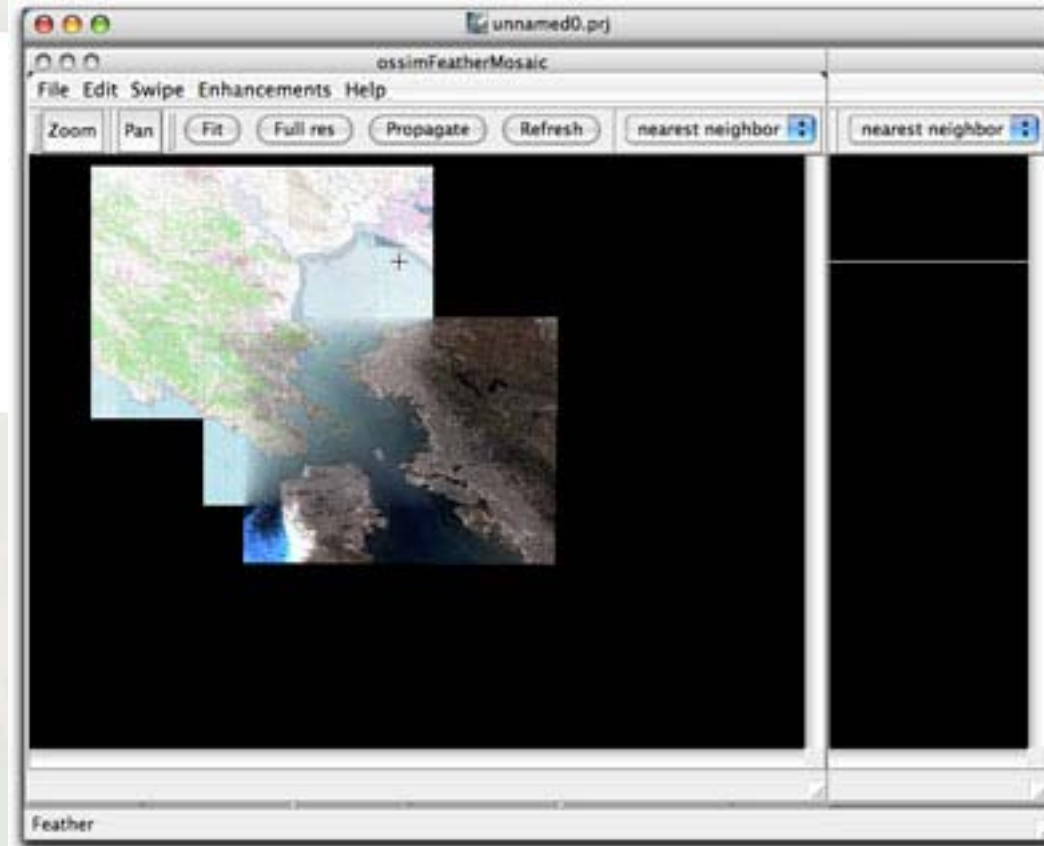 unnamed0.prj
ossimFeatherMosaic
File Edit Swipe Enhancements Help
Zoom Pan Fit Full res Propagate Refresh nearest neighbor nearest neighbor
Feather